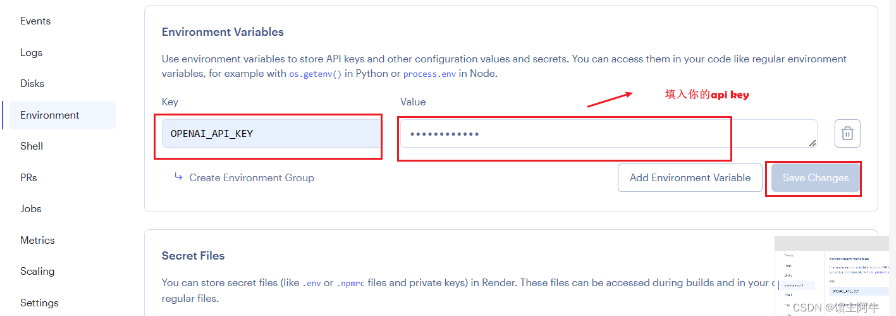 Events
Logs
Disks
Environment
Shell
PRs
Jobs
Metrics
Scaling
Settings
Environment Variables
Use environment variables to store API keys and other configuration values and secrets. You can access them in your code like regular environment
variables, for example with os.getenv() in Python or process.env in Node.
Key
Value
填入你的api key
OPENAI_API_KEY
••••••••••••
Create Environment Group
Add Environment Variable
Save Changes
Secret Files
You can store secret files (like .env or .npmrc files and private keys) in Render. These files can be accessed during builds and in your
regular files.
CSDN @馆主阿牛